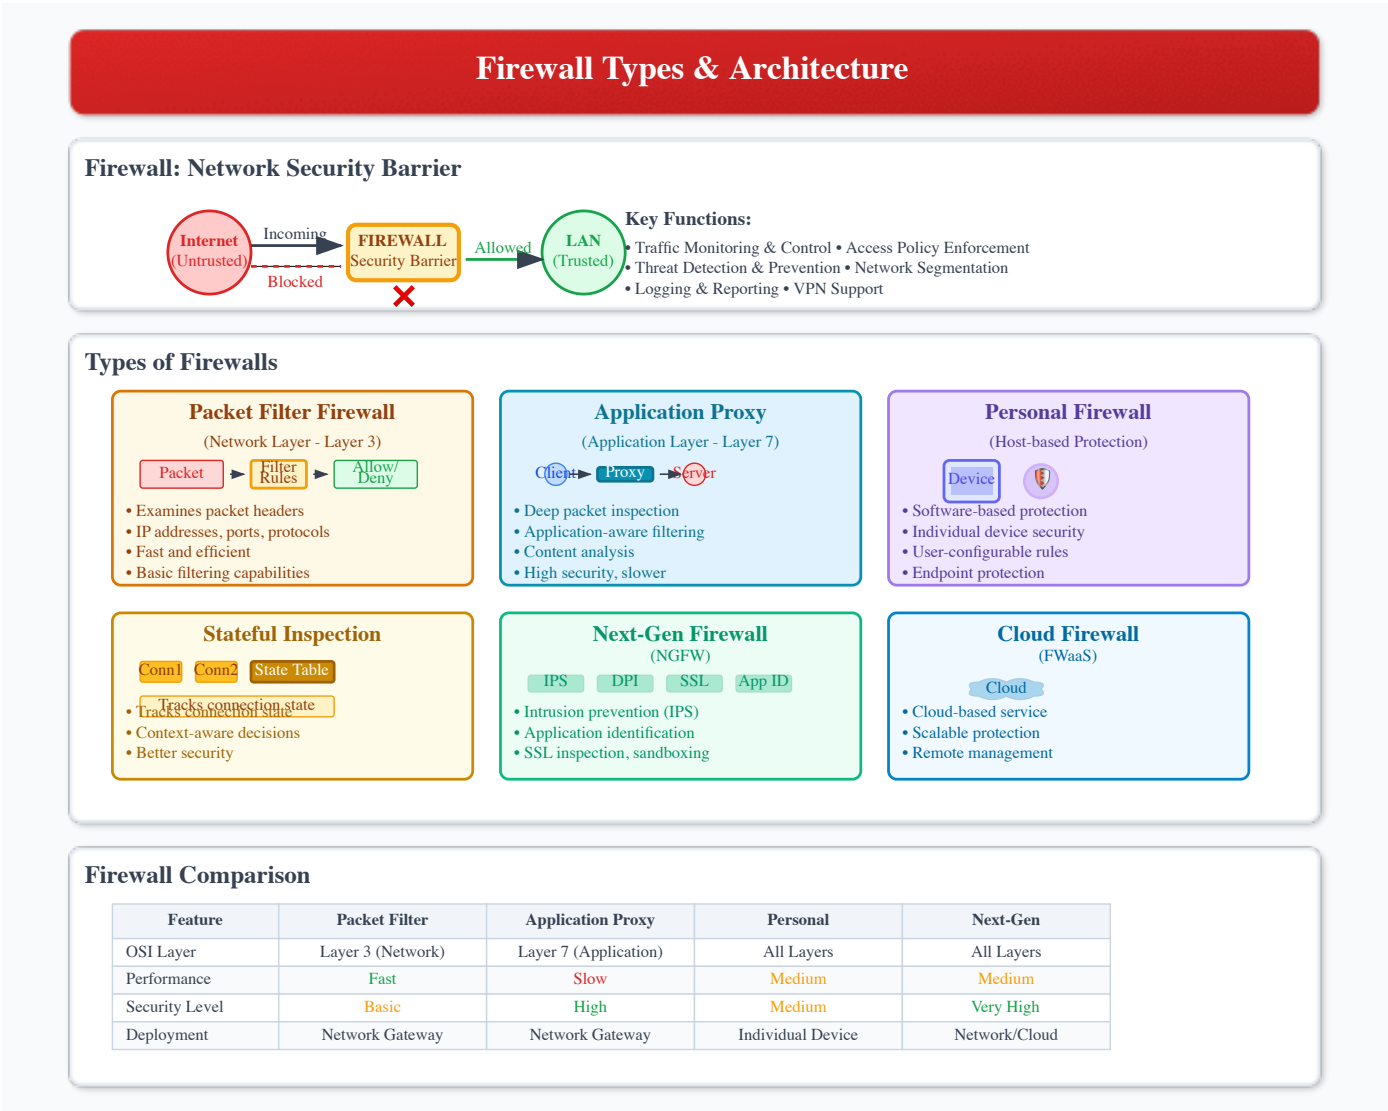 Firewall Types & Architecture
Firewall: Network Security Barrier
Internet
(Untrusted)
Incoming
Blocked
FIREWALL
Security Barrier
Allowed
LAN
(Trusted)
Key Functions:
• Traffic Monitoring & Control • Access Policy Enforcement
• Threat Detection & Prevention • Network Segmentation
• Logging & Reporting • VPN Support
Types of Firewalls
Packet Filter Firewall
(Network Layer - Layer 3)
Packet
Filter
Rules
Allow/
Deny
• Examines packet headers
• IP addresses, ports, protocols
• Fast and efficient
• Basic filtering capabilities
Application Proxy
(Application Layer - Layer 7)
Client
Proxy
Server
• Deep packet inspection
• Application-aware filtering
• Content analysis
• High security, slower
Personal Firewall
(Host-based Protection)
Device
• Software-based protection
• Individual device security
• User-configurable rules
• Endpoint protection
Stateful Inspection
Conn1
Conn2
State Table
Tracks connection state
• Tracks connection state
• Context-aware decisions
• Better security
Next-Gen Firewall
(NGFW)
IPS
DPI
SSL
App ID
• Intrusion prevention (IPS)
• Application identification
• SSL inspection, sandboxing
Cloud Firewall
(FWaaS)
Cloud
• Cloud-based service
• Scalable protection
• Remote management
Firewall Comparison
Feature Packet Filter Application Proxy Personal Next-Gen
OSI Layer Layer 3 (Network) Layer 7 (Application) All Layers All Layers
Performance Fast Slow Medium Medium
Security Level Basic High Medium Very High
Deployment Network Gateway Network Gateway Individual Device Network/Cloud